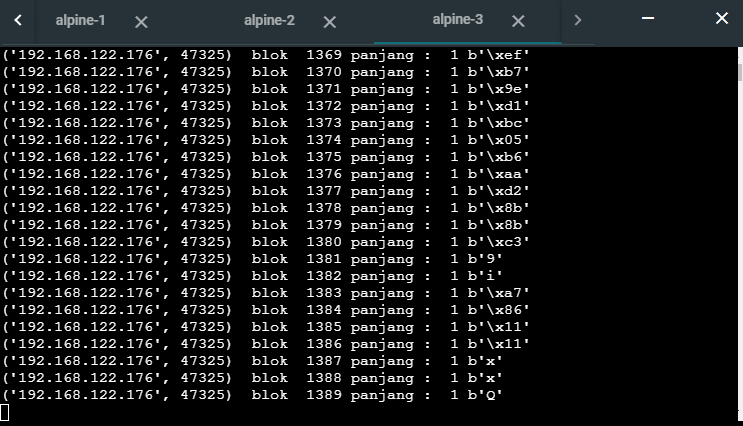 alpine-1 alpine-2 alpine-3
('192.168.122.176', 47325) blok 1369 panjang : 1 b'\xef'
('192.168.122.176', 47325) blok 1370 panjang : 1 b'\xb7'
('192.168.122.176', 47325) blok 1371 panjang : 1 b'\x9e'
('192.168.122.176', 47325) blok 1372 panjang : 1 b'\xd1'
('192.168.122.176', 47325) blok 1373 panjang : 1 b'\xbc'
('192.168.122.176', 47325) blok 1374 panjang : 1 b'\x05'
('192.168.122.176', 47325) blok 1375 panjang : 1 b'\xb6'
('192.168.122.176', 47325) blok 1376 panjang : 1 b'\xaa'
('192.168.122.176', 47325) blok 1377 panjang : 1 b'\xd2'
('192.168.122.176', 47325) blok 1378 panjang : 1 b'\x8b'
('192.168.122.176', 47325) blok 1379 panjang : 1 b'\x8b'
('192.168.122.176', 47325) blok 1380 panjang : 1 b'\xc3'
('192.168.122.176', 47325) blok 1381 panjang : 1 b'9'
('192.168.122.176', 47325) blok 1382 panjang : 1 b'i'
('192.168.122.176', 47325) blok 1383 panjang : 1 b'\xa7'
('192.168.122.176', 47325) blok 1384 panjang : 1 b'\x86'
('192.168.122.176', 47325) blok 1385 panjang : 1 b'\x11'
('192.168.122.176', 47325) blok 1386 panjang : 1 b'\x11'
('192.168.122.176', 47325) blok 1387 panjang : 1 b'x'
('192.168.122.176', 47325) blok 1388 panjang : 1 b'x'
('192.168.122.176', 47325) blok 1389 panjang : 1 b'Q'